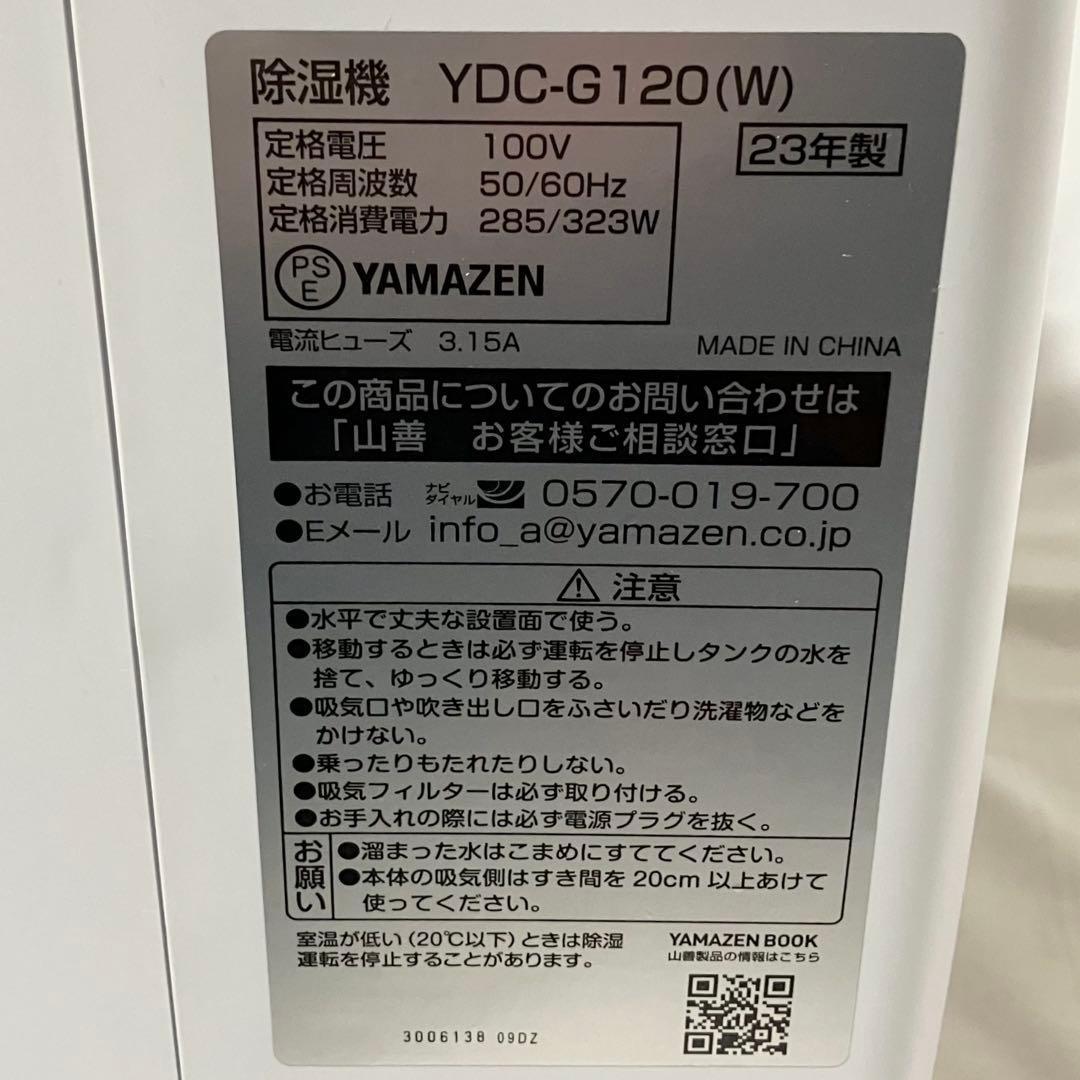 除湿機 YDC-G120(W)
定格電圧 100V
23年製
定格周波数 50/60Hz
定格消費電力 285/323W
PS
E
YAMAZEN
電流ヒューズ 3.15A
MADE IN CHINA
この商品についてのお問い合わせは
「山善 お客様ご相談窓口」
●お電話 ナビダイヤル 0570-019-700
●Eメール info_a@yamazen.co.jp
⚠ 注意
●水平で丈夫な設置面で使う。
●移動するときは必ず運転を停止しタンクの水を
捨て、ゆっくり移動する。
●吸気口や吹き出し口をふさいだり洗濯物などを
かけない。
●乗ったりもたれたりしない。
●吸気フィルターは必ず取り付ける。
●お手入れの際には必ず電源プラグを抜く。
お願い
●溜まった水はこまめにすててください。
●本体の吸気側はすき間を20cm以上あけて
使ってください。
室温が低い(20℃以下)ときは除湿
運転を停止することがあります。
YAMAZEN BOOK
山善製品の情報はこちら
3006138 09DZ